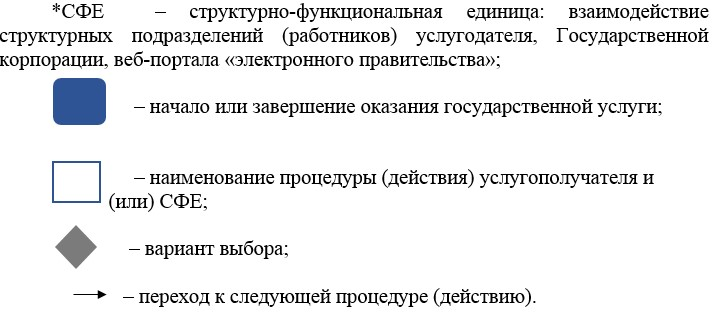 *СФЕ – структурно-функциональная единица: взаимодействие
структурных подразделений (работников) услугодателя, Государственной
корпорации, веб-портала «электронного правительства»;
– начало или завершение оказания государственной услуги;
– наименование процедуры (действия) услугополучателя и
(или) СФЕ;
– вариант выбора;
– переход к следующей процедуре (действию).